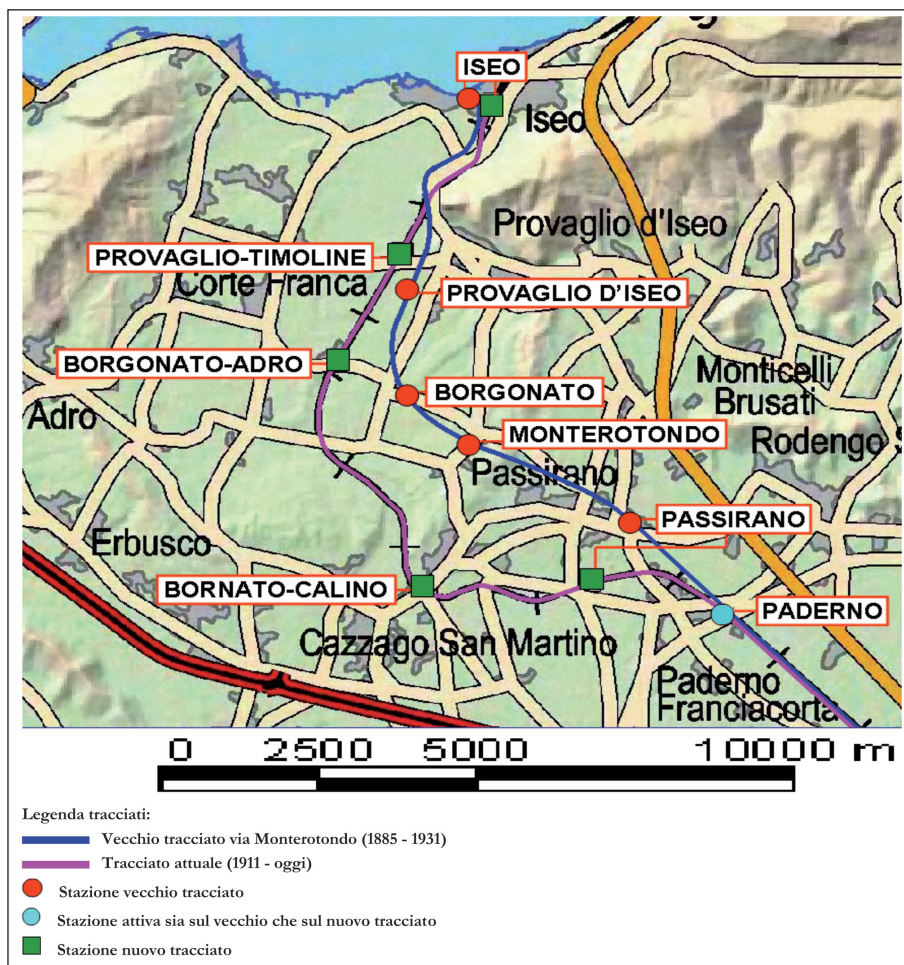 ISEO
Iseo
Provaglio d'Iseo
PROVAGLIO-TIMOLINE
Corte Franca
PROVAGLIO D'ISEO
BORGONATO-ADRO
Monticelli
Brusati
BORGONATO
Adro
MONTEROTONDO
Rodengo S
Passirano
PASSIRANO
Erbusco
BORNATO-CALINO
PADERNO
Cazzago San Martino
Paderno
Franciacorta
0 2500 5000 10000 m
Legenda tracciati:
Vecchio tracciato via Monterotondo (1885 - 1931)
Tracciato attuale (1911 - oggi)
Stazione vecchio tracciato
Stazione attiva sia sul vecchio che sul nuovo tracciato
Stazione nuovo tracciato